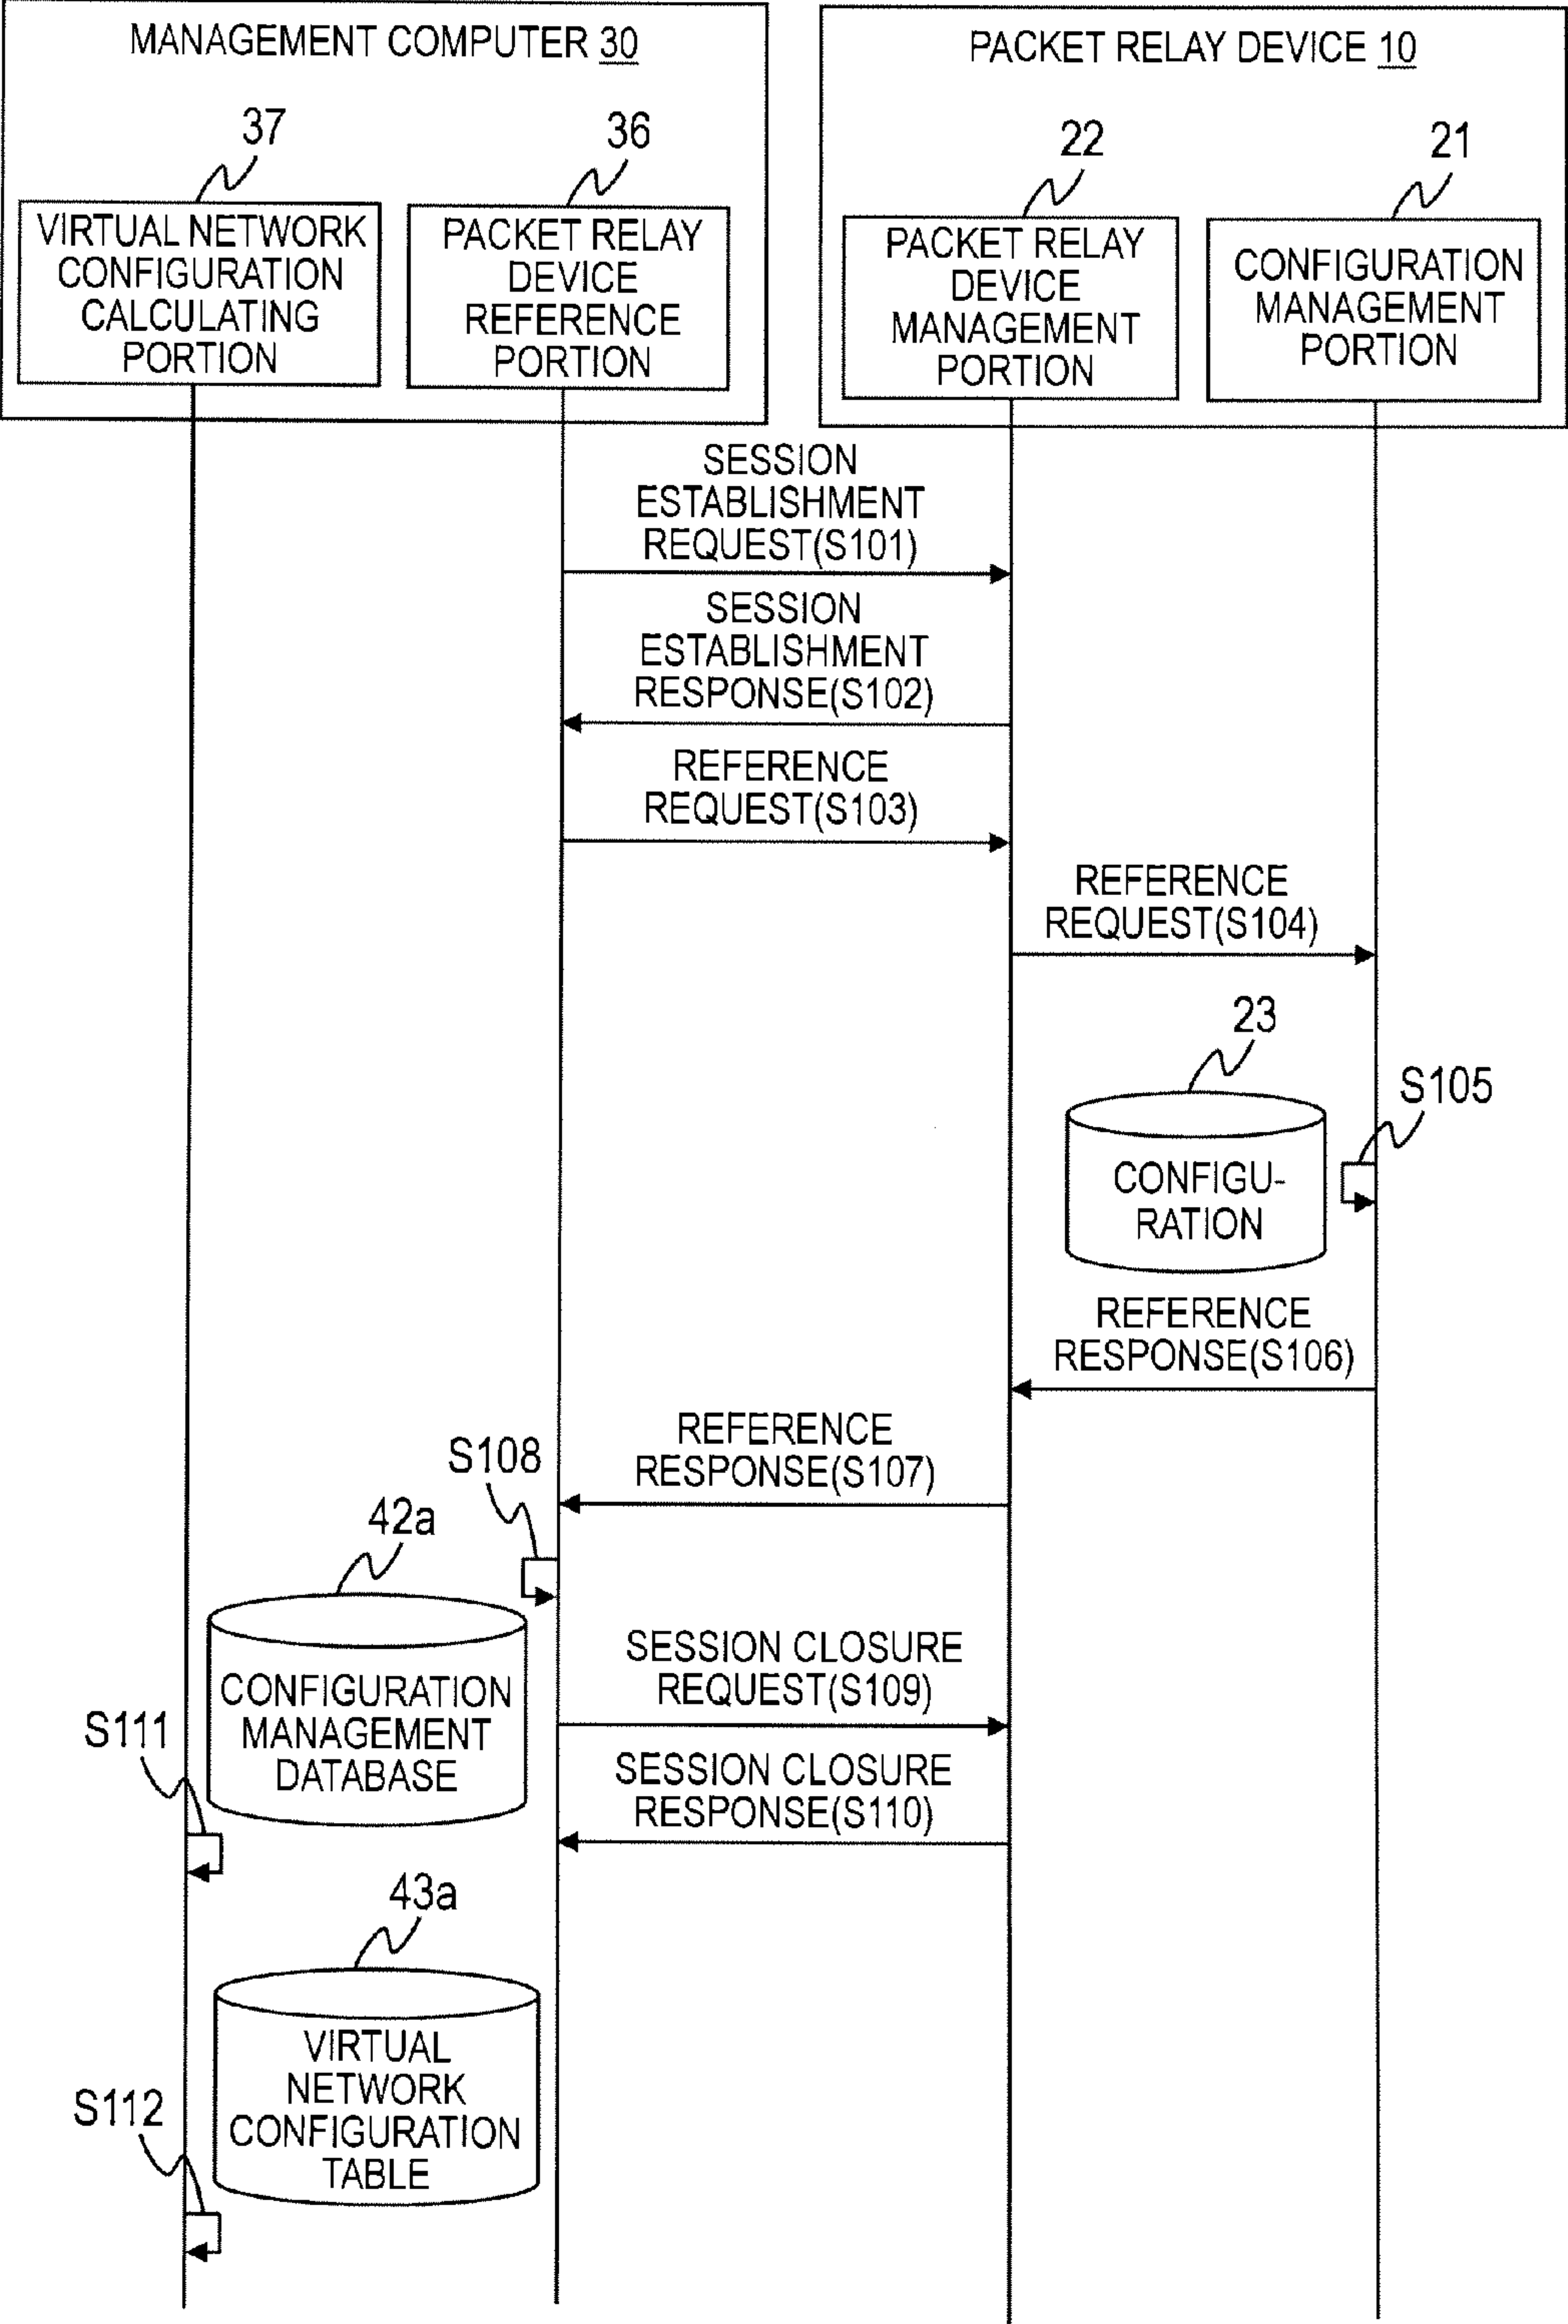 MANAGEMENT COMPUTER 30
PACKET RELAY DEVICE 10
37
36
22
21
VIRTUAL NETWORK
CONFIGURATION
CALCULATING
PORTION
PACKET RELAY
DEVICE
REFERENCE
PORTION
PACKET RELAY
DEVICE
MANAGEMENT
PORTION
CONFIGURATION
MANAGEMENT
PORTION
SESSION
ESTABLISHMENT
REQUEST(S101)
SESSION
ESTABLISHMENT
RESPONSE(S102)
REFERENCE
REQUEST(S103)
REFERENCE
REQUEST(S104)
23
S105
CONFIGU-
RATION
REFERENCE
RESPONSE(S106)
REFERENCE
RESPONSE(S107)
S108
42a
CONFIGURATION
MANAGEMENT
DATABASE
SESSION CLOSURE
REQUEST(S109)
S111
SESSION CLOSURE
RESPONSE(S110)
43a
VIRTUAL
NETWORK
CONFIGURATION
TABLE
S112